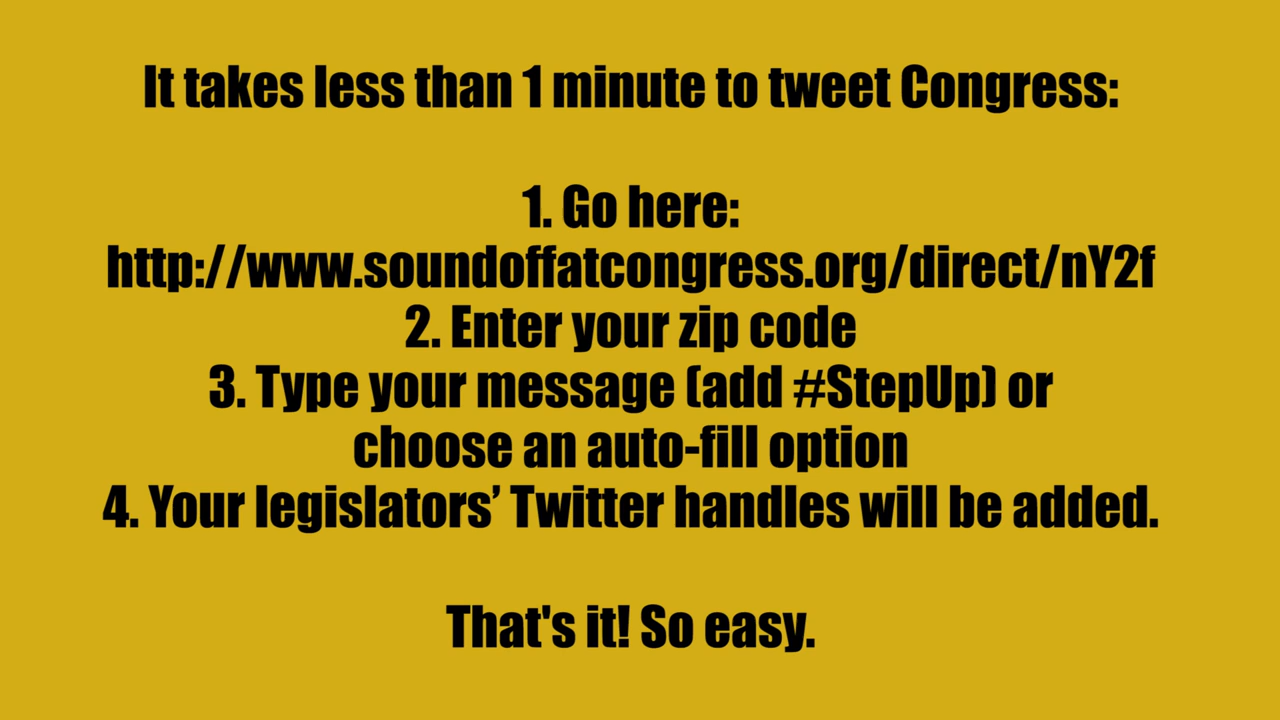 It takes less than 1 minute to tweet Congress:
1. Go here:
http://www.soundoffatcongress.org/direct/nY2f
2. Enter your zip code
3. Type your message (add #StepUp) or
choose an auto-fill option
4. Your legislators’ Twitter handles will be added.
That's it! So easy.